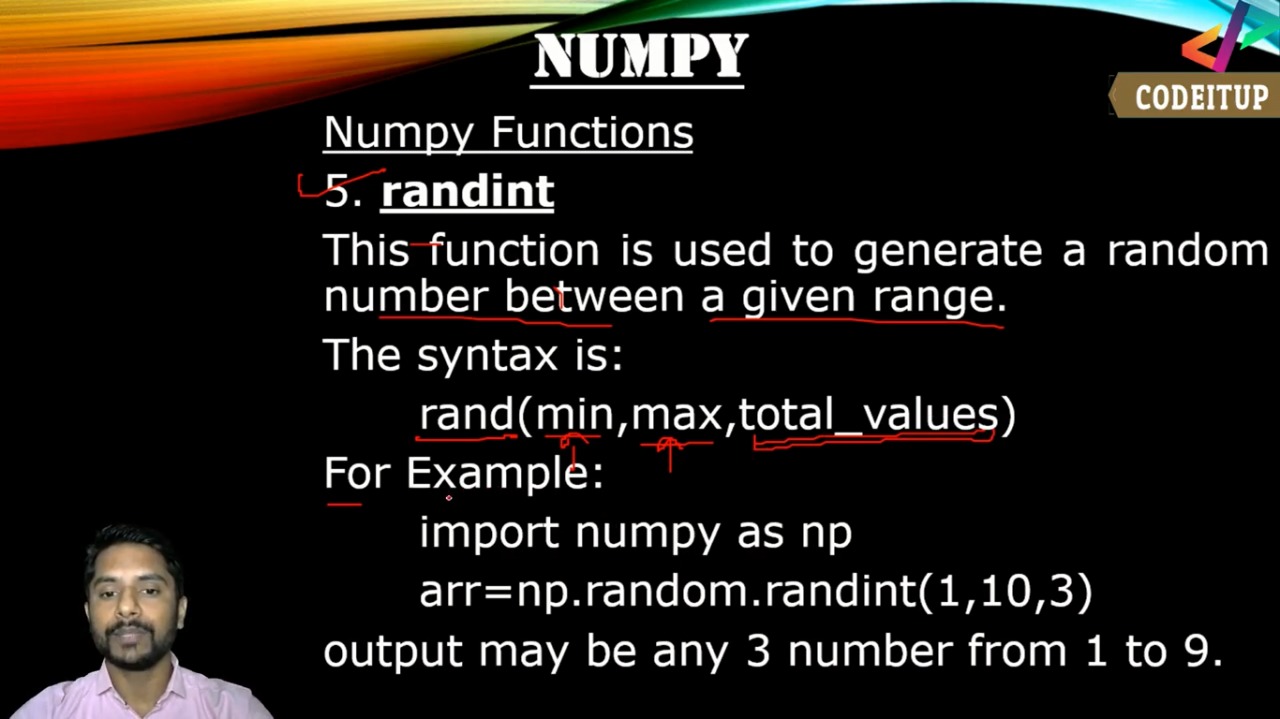 NUMPY
CODEITUP
Numpy Functions
5. randint
This function is used to generate a random
number between a given range.
The syntax is:
rand(min,max,total_values)
For Example:
import numpy as np
arr=np.random.randint(1,10,3)
output may be any 3 number from 1 to 9.